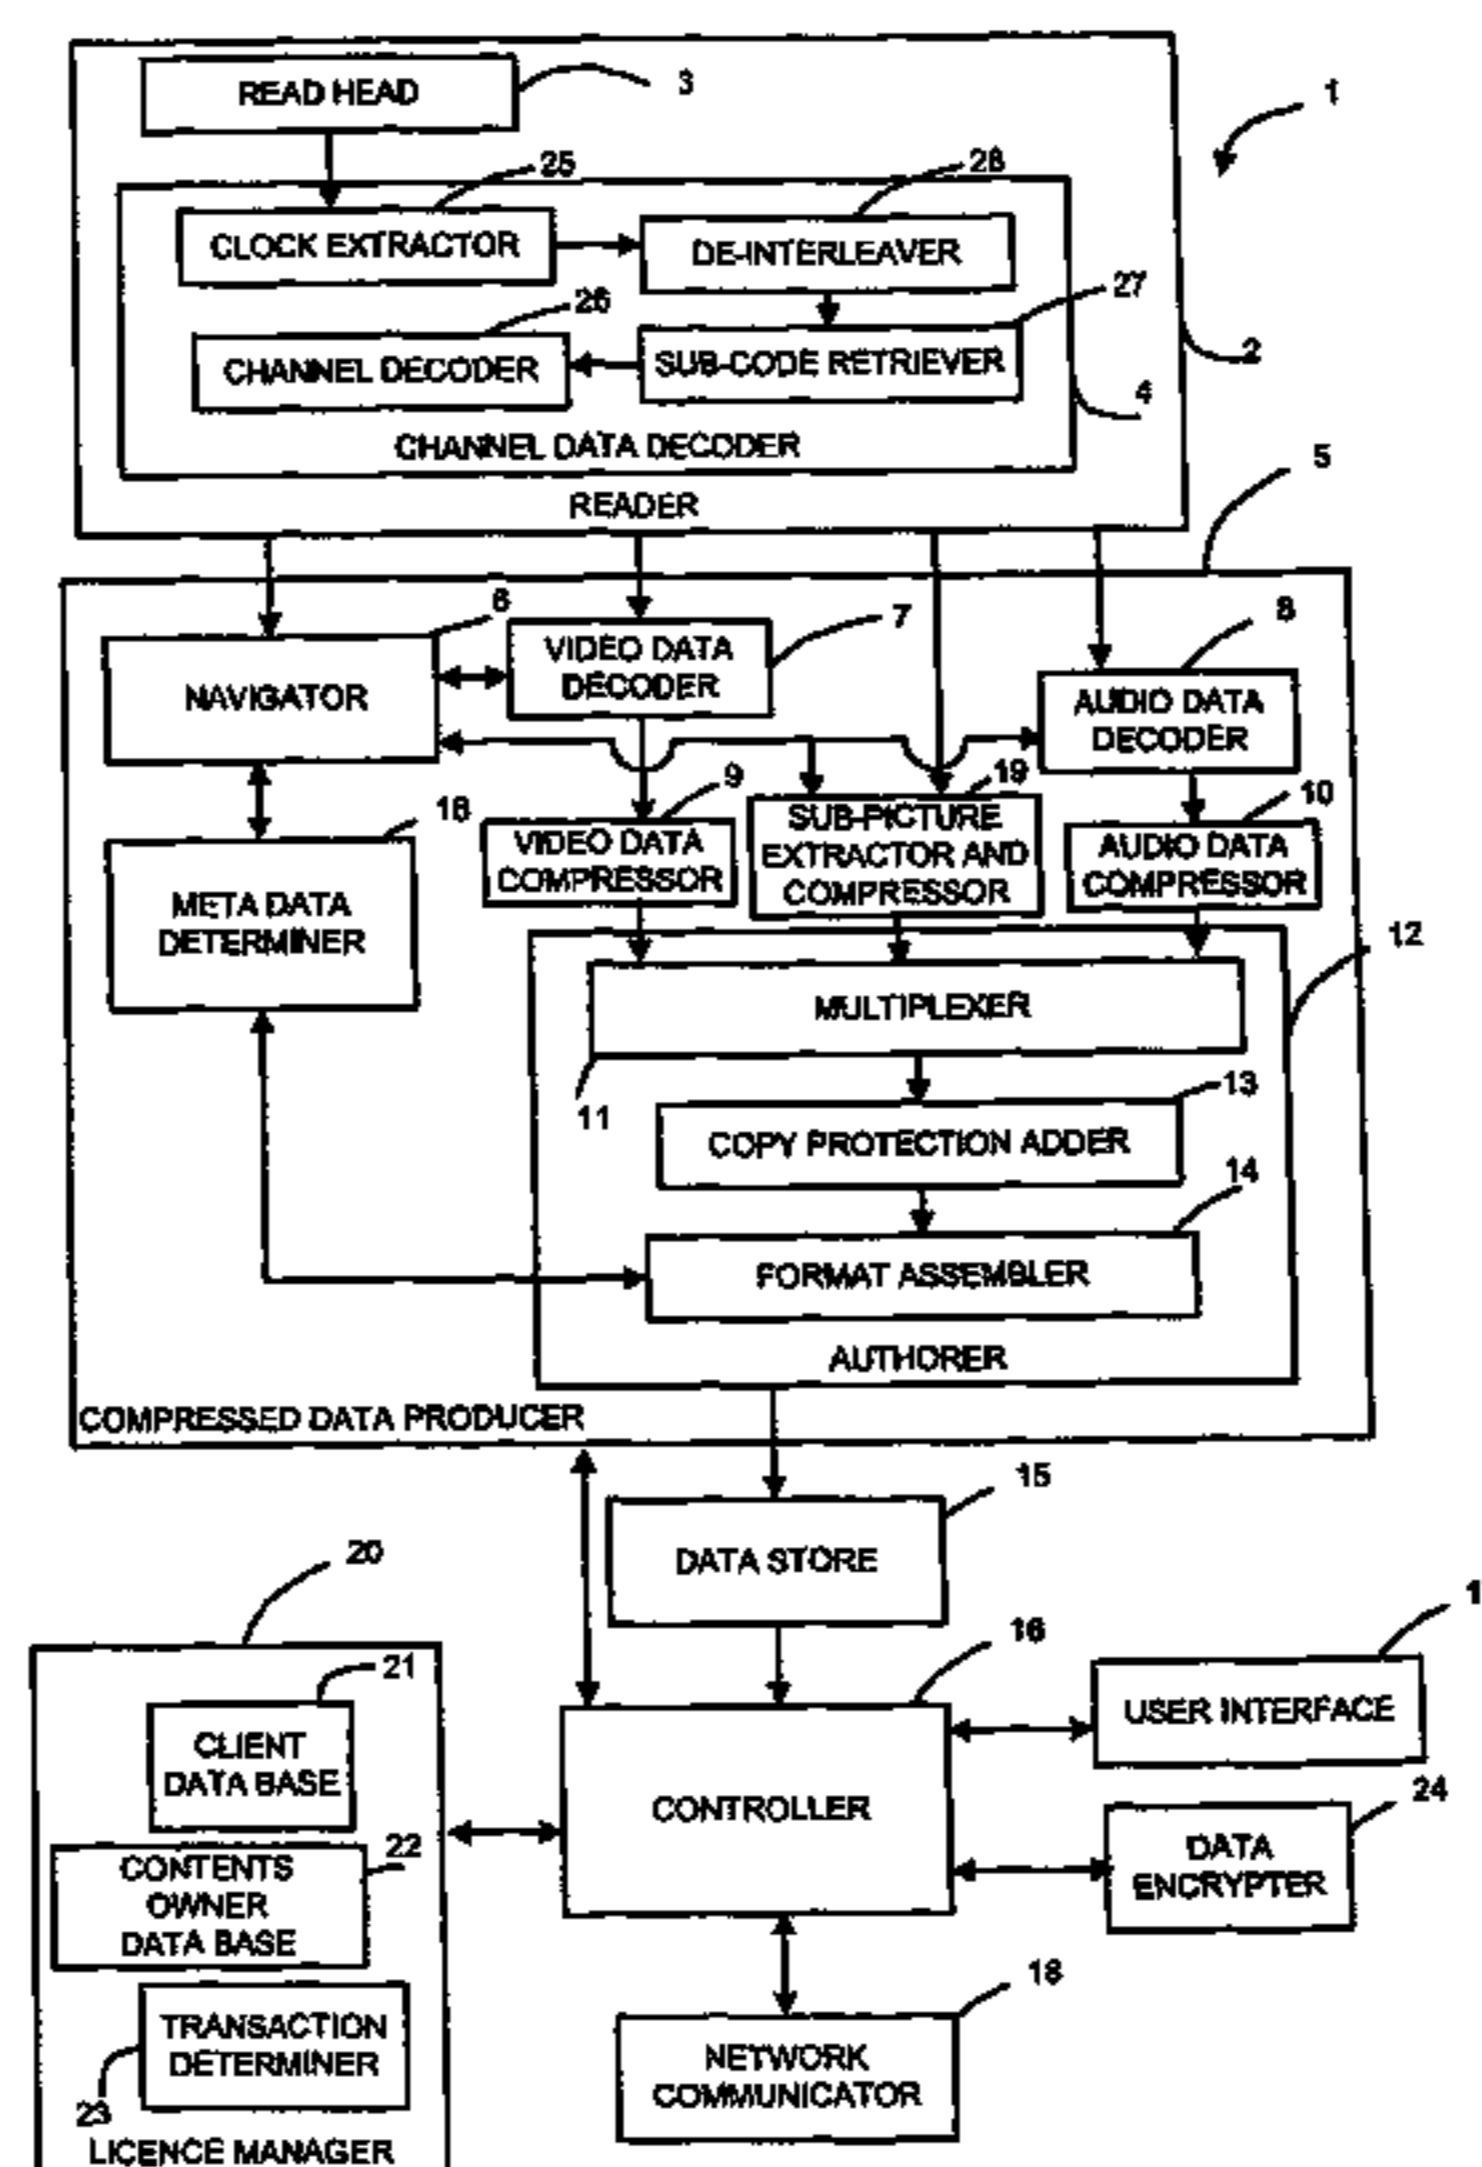 READ HEAD
3
1
25
28
CLOCK EXTRACTOR
DE-INTERLEAVER
27
26
2
CHANNEL DECODER
SUB-CODE RETRIEVER
4
CHANNEL DATA DECODER
5
READER
6
7
8
VIDEO DATA
DECODER
NAVIGATOR
AUDIO DATA
DECODER
9
19
10
18
SUB-PICTURE
EXTRACTOR AND
COMPRESSOR
VIDEO DATA
COMPRESSOR
AUDIO DATA
COMPRESSOR
META DATA
DETERMINER
12
MULTIPLEXER
11
13
COPY PROTECTION ADDER
14
FORMAT ASSEMBLER
AUTHORER
COMPRESSED DATA PRODUCER
15
DATA STORE
20
1
16
21
USER INTERFACE
CLIENT
DATA BASE
24
CONTROLLER
22
CONTENTS
OWNER
DATA BASE
DATA
ENCRYPTER
18
TRANSACTION
DETERMINER
NETWORK
COMMUNICATOR
23
LICENCE MANAGER